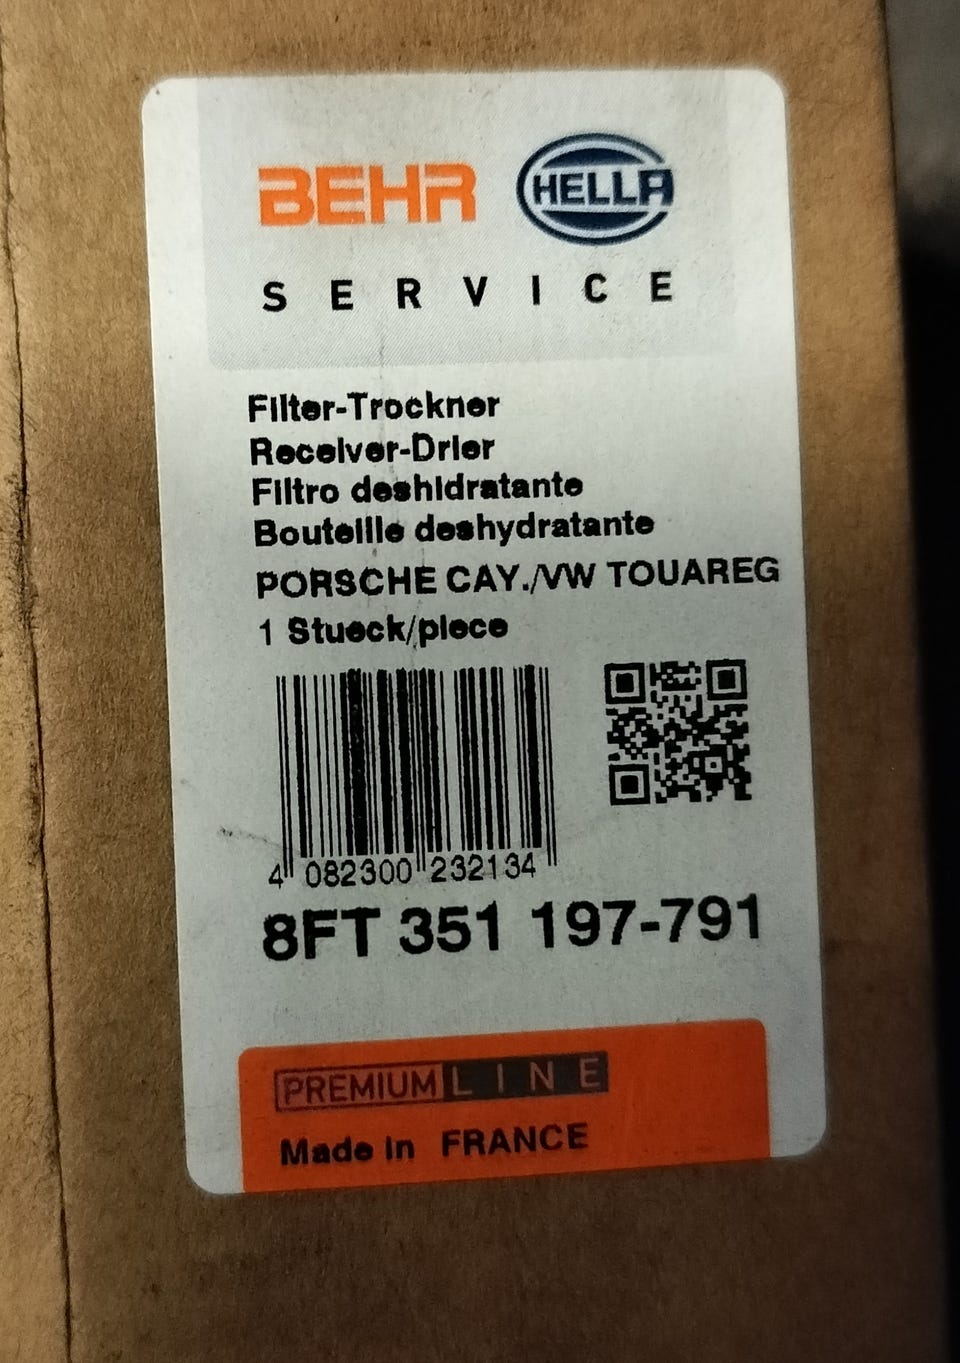 BEHR HELLA
SERVICE
Filter-Trockner
Receiver-Drier
Filtro deshidratante
Bouteille deshydratante
PORSCHE CAY./VW TOUAREG
1 Stueck/piece
4 082300 232134
8FT 351 197-791
PREMIUM LINE
Made in FRANCE